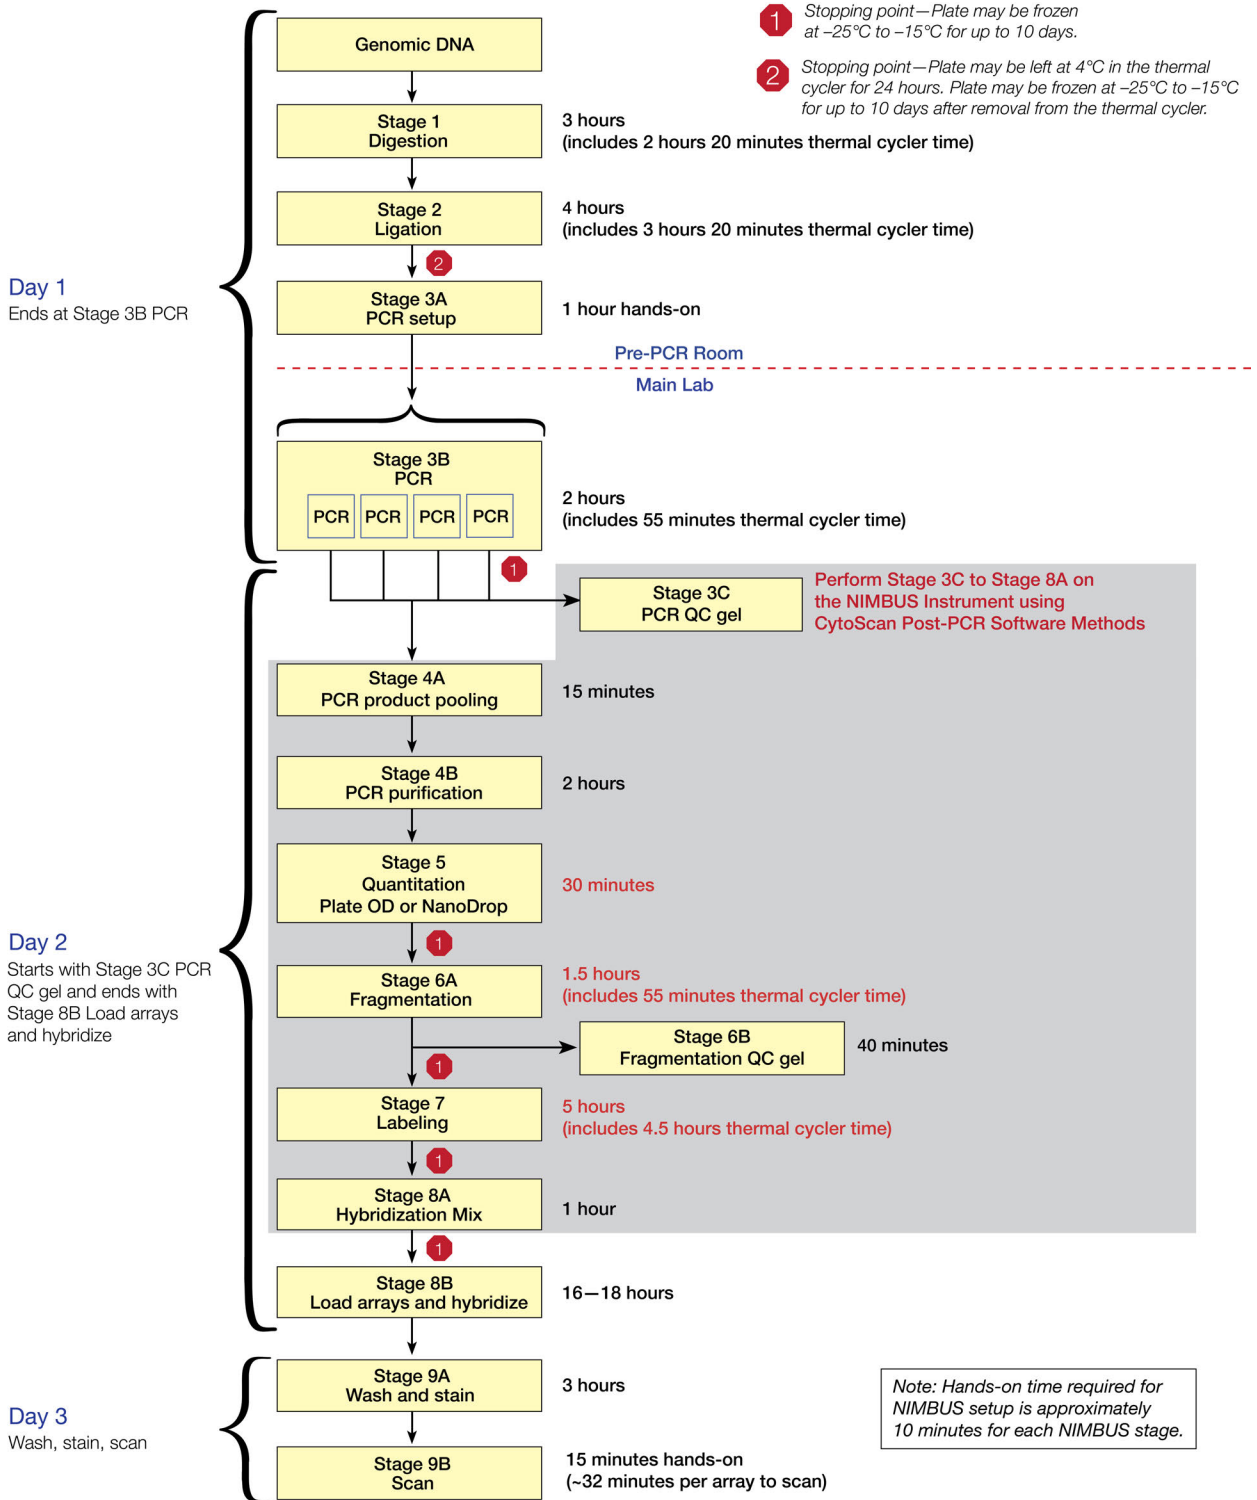 1
Stopping point—Plate may be frozen
at –25°C to –15°C for up to 10 days.
2
Stopping point—Plate may be left at 4°C in the thermal
cycler for 24 hours. Plate may be frozen at –25°C to –15°C
for up to 10 days after removal from the thermal cycler.
Genomic DNA
Stage 1
Digestion
3 hours
(includes 2 hours 20 minutes thermal cycler time)
Stage 2
Ligation
4 hours
(includes 3 hours 20 minutes thermal cycler time)
2
Day 1
Ends at Stage 3B PCR
Stage 3A
PCR setup
1 hour hands-on
Pre-PCR Room
Main Lab
Stage 3B
PCR
PCR PCR PCR PCR
2 hours
(includes 55 minutes thermal cycler time)
1
Stage 3C
PCR QC gel
Perform Stage 3C to Stage 8A on
the NIMBUS Instrument using
CytoScan Post-PCR Software Methods
Stage 4A
PCR product pooling
15 minutes
Stage 4B
PCR purification
2 hours
Stage 5
Quantitation
Plate OD or NanoDrop
30 minutes
1
Day 2
Starts with Stage 3C PCR
QC gel and ends with
Stage 8B Load arrays
and hybridize
Stage 6A
Fragmentation
1.5 hours
(includes 55 minutes thermal cycler time)
Stage 6B
Fragmentation QC gel
40 minutes
1
Stage 7
Labeling
5 hours
(includes 4.5 hours thermal cycler time)
1
Stage 8A
Hybridization Mix
1 hour
1
Stage 8B
Load arrays and hybridize
16—18 hours
Day 3
Wash, stain, scan
Stage 9A
Wash and stain
3 hours
Stage 9B
Scan
15 minutes hands-on
(~32 minutes per array to scan)
Note: Hands-on time required for
NIMBUS setup is approximately
10 minutes for each NIMBUS stage.